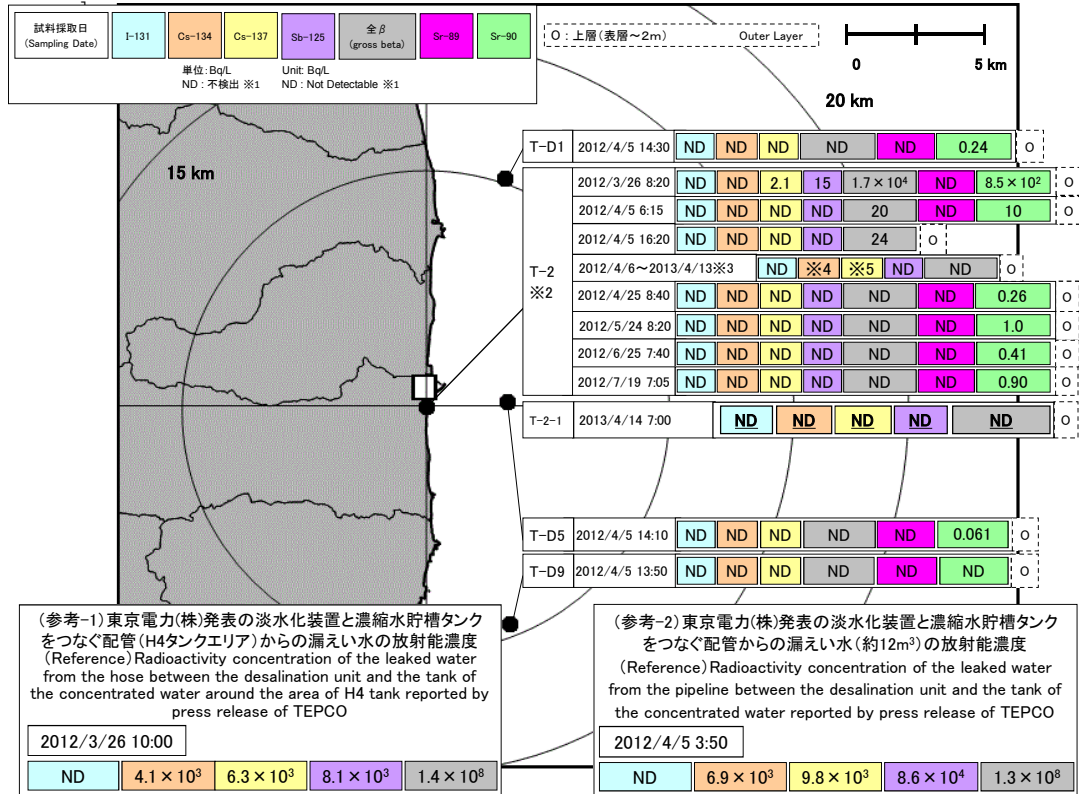 試料採取日
(Sampling Date)
I-131
Cs-134
Cs-137
Sb-125
全β
(gross beta)
Sr-89
Sr-90
単位:Bq/L
Unit: Bq/L
ND : 不検出 ※1
ND : Not Detectable ※1
O : 上層(表層～2m)
Outer Layer
0
5 km
20 km
15 km
T-D1 2012/4/5 14:30 ND ND ND ND ND 0.24 O
T-2
※2
2012/3/26 8:20 ND ND 2.1 15 1.7×10⁴ ND 8.5×10² O
2012/4/5 6:15 ND ND ND ND 20 ND 10 O
2012/4/5 16:20 ND ND ND ND 24 O
2012/4/6～2013/4/13※3 ND ※4 ※5 ND ND O
2012/4/25 8:40 ND ND ND ND ND ND 0.26 O
2012/5/24 8:20 ND ND ND ND ND ND 1.0 O
2012/6/25 7:40 ND ND ND ND ND ND 0.41 O
2012/7/19 7:05 ND ND ND ND ND ND 0.90 O
T-2-1 2013/4/14 7:00 ND ND ND ND ND O
T-D5 2012/4/5 14:10 ND ND ND ND ND 0.061 O
T-D9 2012/4/5 13:50 ND ND ND ND ND ND O
(参考-1)東京電力(株)発表の淡水化装置と濃縮水貯槽タンク
をつなぐ配管(H4タンクエリア)からの漏えい水の放射能濃度
(Reference)Radioactivity concentration of the leaked water
from the hose between the desalination unit and the tank of
the concentrated water around the area of H4 tank reported by
press release of TEPCO
2012/3/26 10:00
ND 4.1×10³ 6.3×10³ 8.1×10³ 1.4×10⁸
(参考-2)東京電力(株)発表の淡水化装置と濃縮水貯槽タンク
をつなぐ配管からの漏えい水(約12m³)の放射能濃度
(Reference)Radioactivity concentration of the leaked water
from the pipeline between the desalination unit and the tank of
the concentrated water reported by press release of TEPCO
2012/4/5 3:50
ND 6.9×10³ 9.8×10³ 8.6×10⁴ 1.3×10⁸